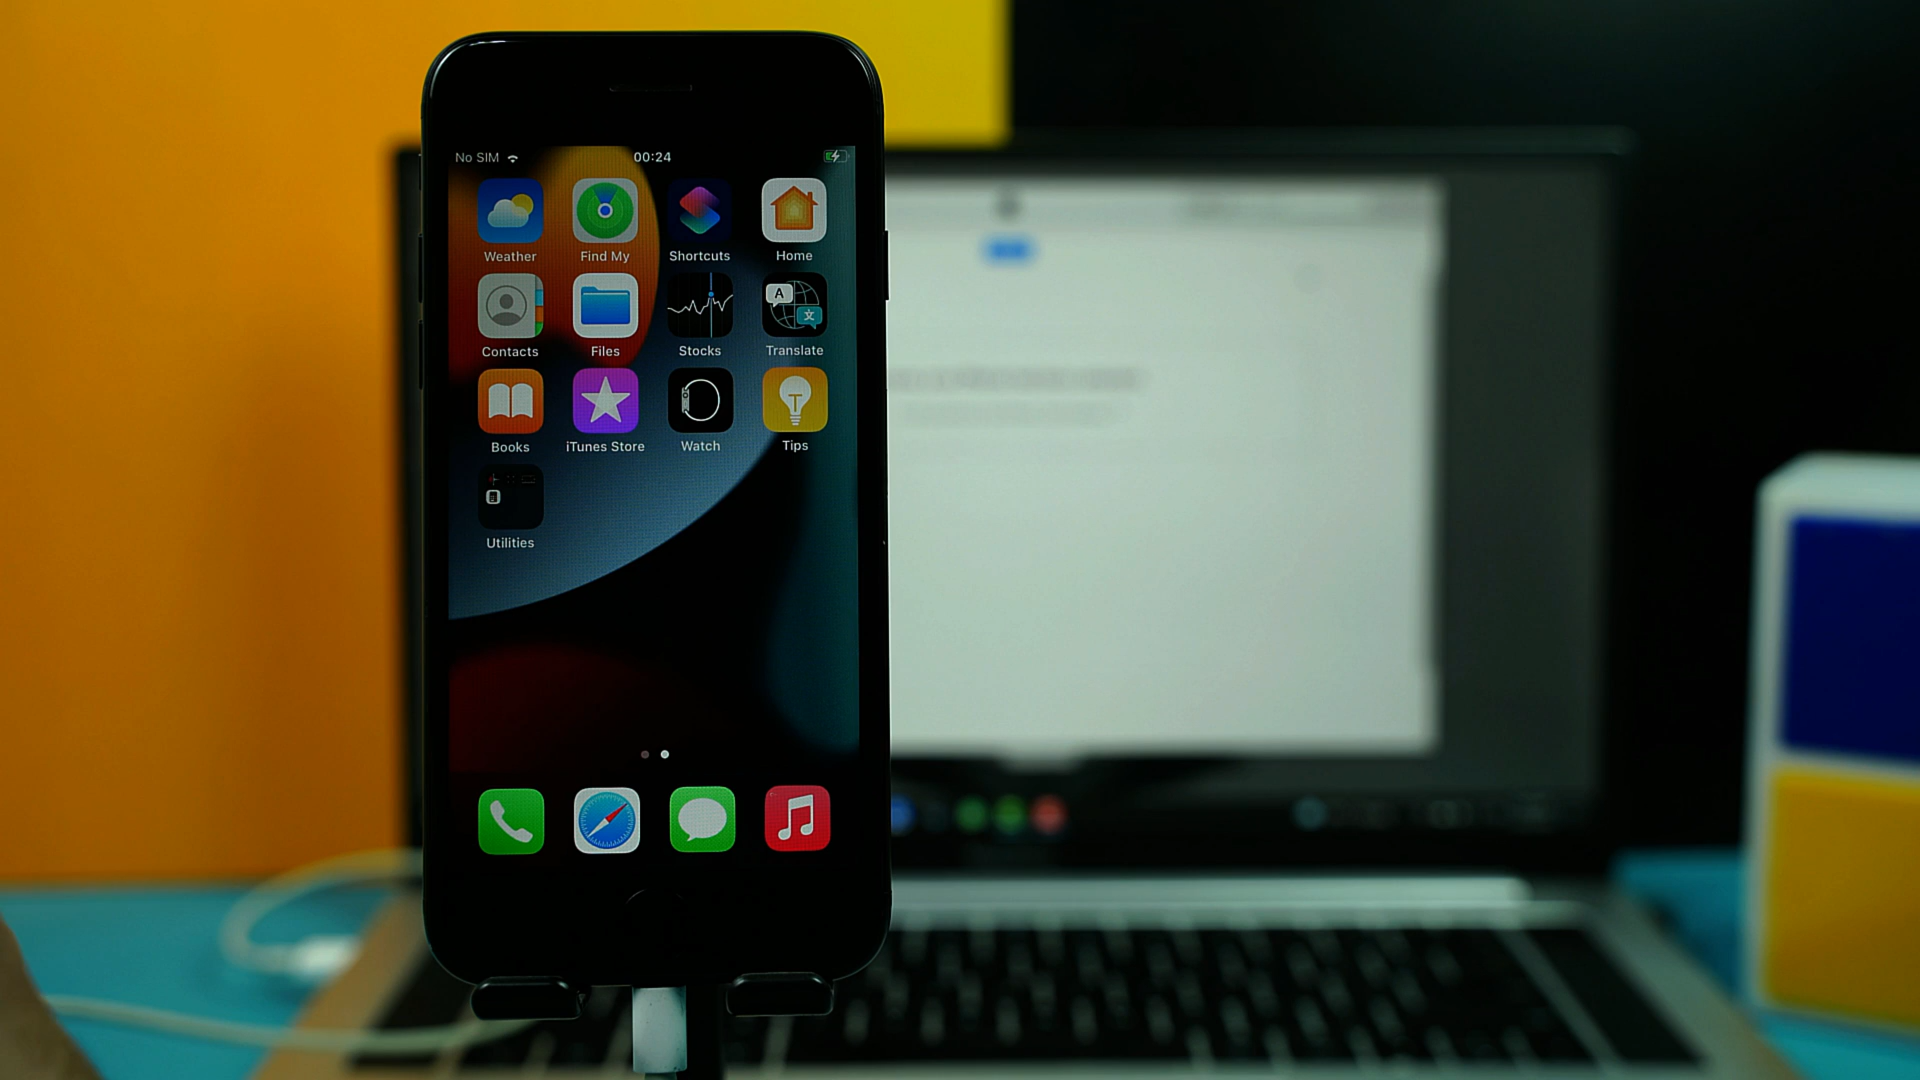 No SIM 00:24
Weather Find My Shortcuts Home
Contacts Files Stocks Translate
Books iTunes Store Watch Tips
Utilities